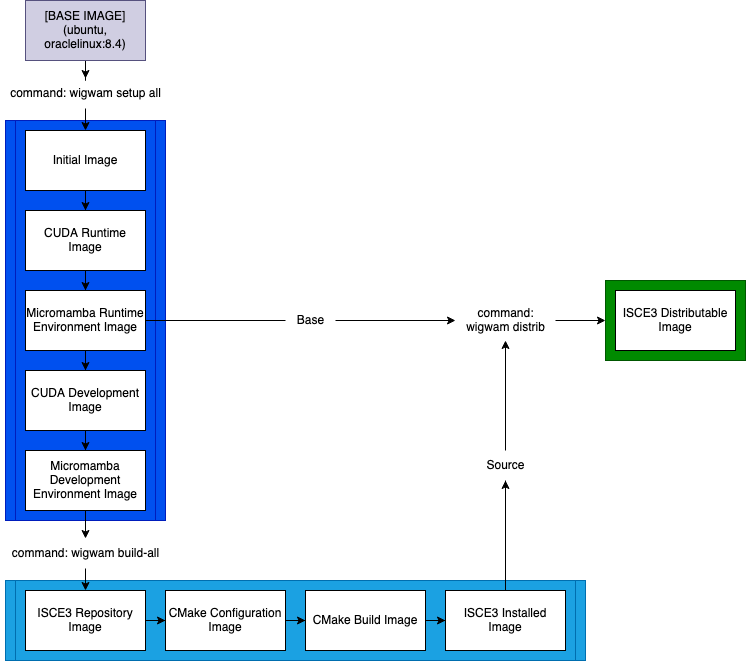 [BASE IMAGE]
(ubuntu,
oraclelinux:8.4)
command: wigwam setup all
Initial Image
CUDA Runtime
Image
Micromamba Runtime
Environment Image
Base
command:
wigwam distrib
ISCE3 Distributable
Image
CUDA Development
Image
Micromamba
Development
Environment Image
Source
command: wigwam build-all
ISCE3 Repository
Image
CMake Configuration
Image
CMake Build Image
ISCE3 Installed
Image